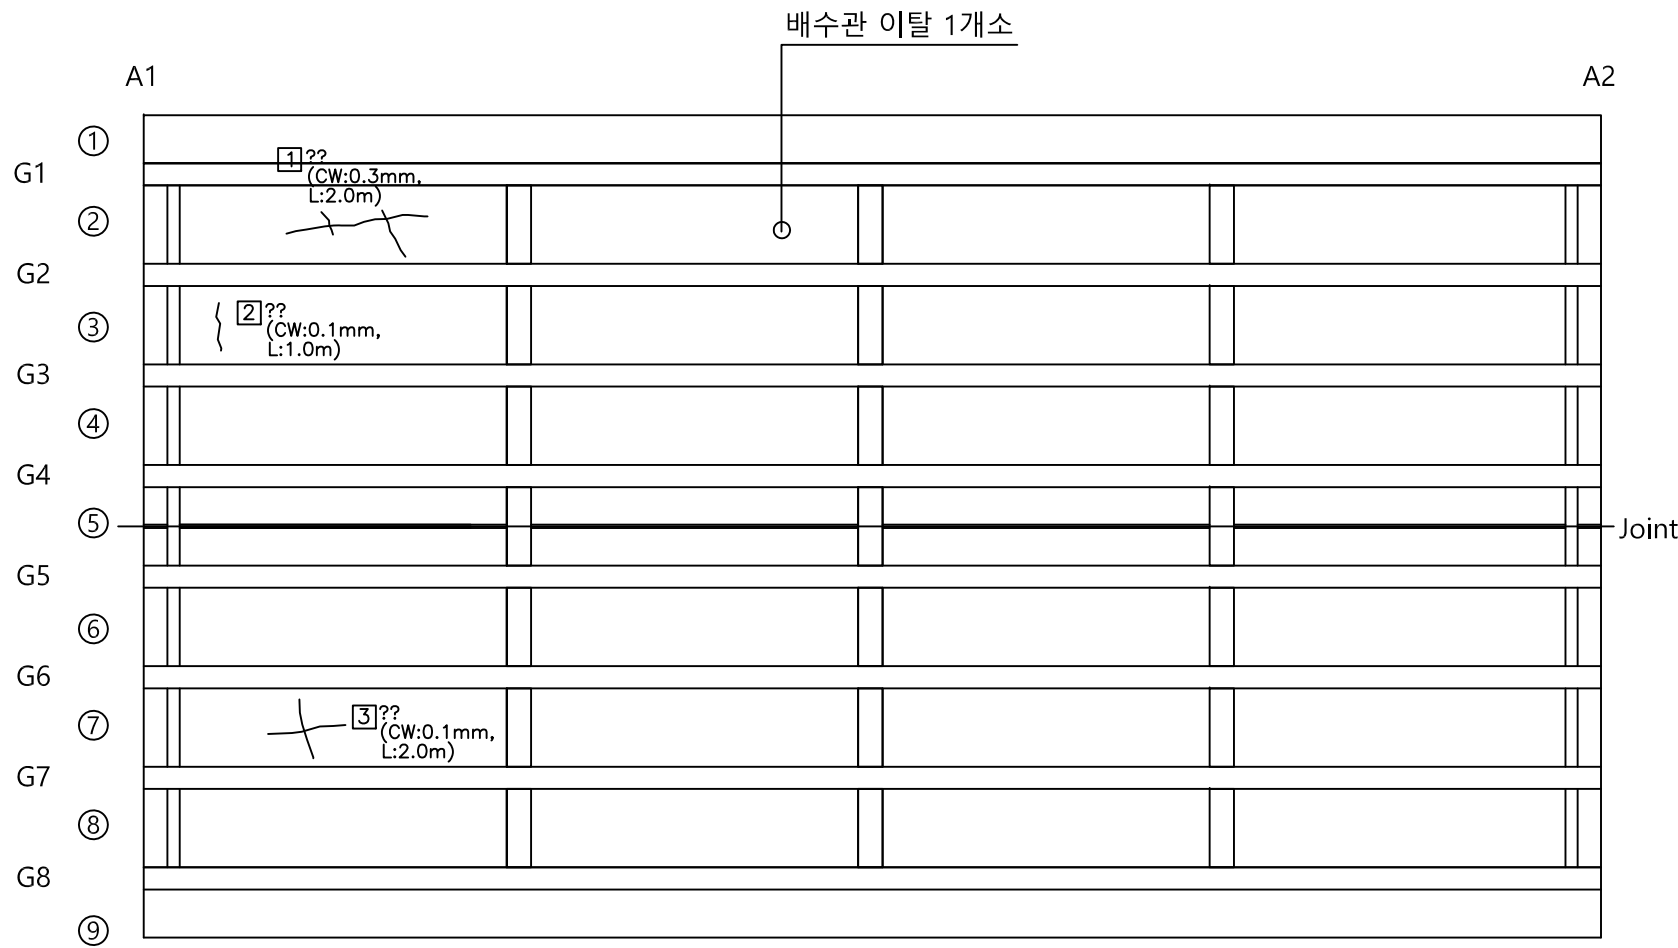 배수관 이탈 1개소
A1
A2
①
1 ??
(CW:0.3mm,
L:2.0m)
G1
②
G2
2 ??
(CW:0.1mm,
L:1.0m)
③
G3
④
G4
⑤
Joint
G5
⑥
G6
3 ??
(CW:0.1mm,
L:2.0m)
⑦
G7
⑧
G8
⑨